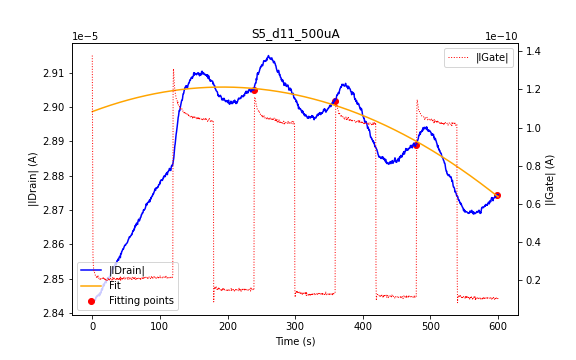 S5_d11_500uA
1e−5
1e−10
|IGate|
2.91
2.90
2.89
2.88
2.87
2.86
2.85
2.84
|IDrain| (A)
1.4
1.2
1.0
0.8
0.6
0.4
0.2
|IGate| (A)
|IDrain|
Fit
Fitting points
0 100 200 300 400 500 600
Time (s)